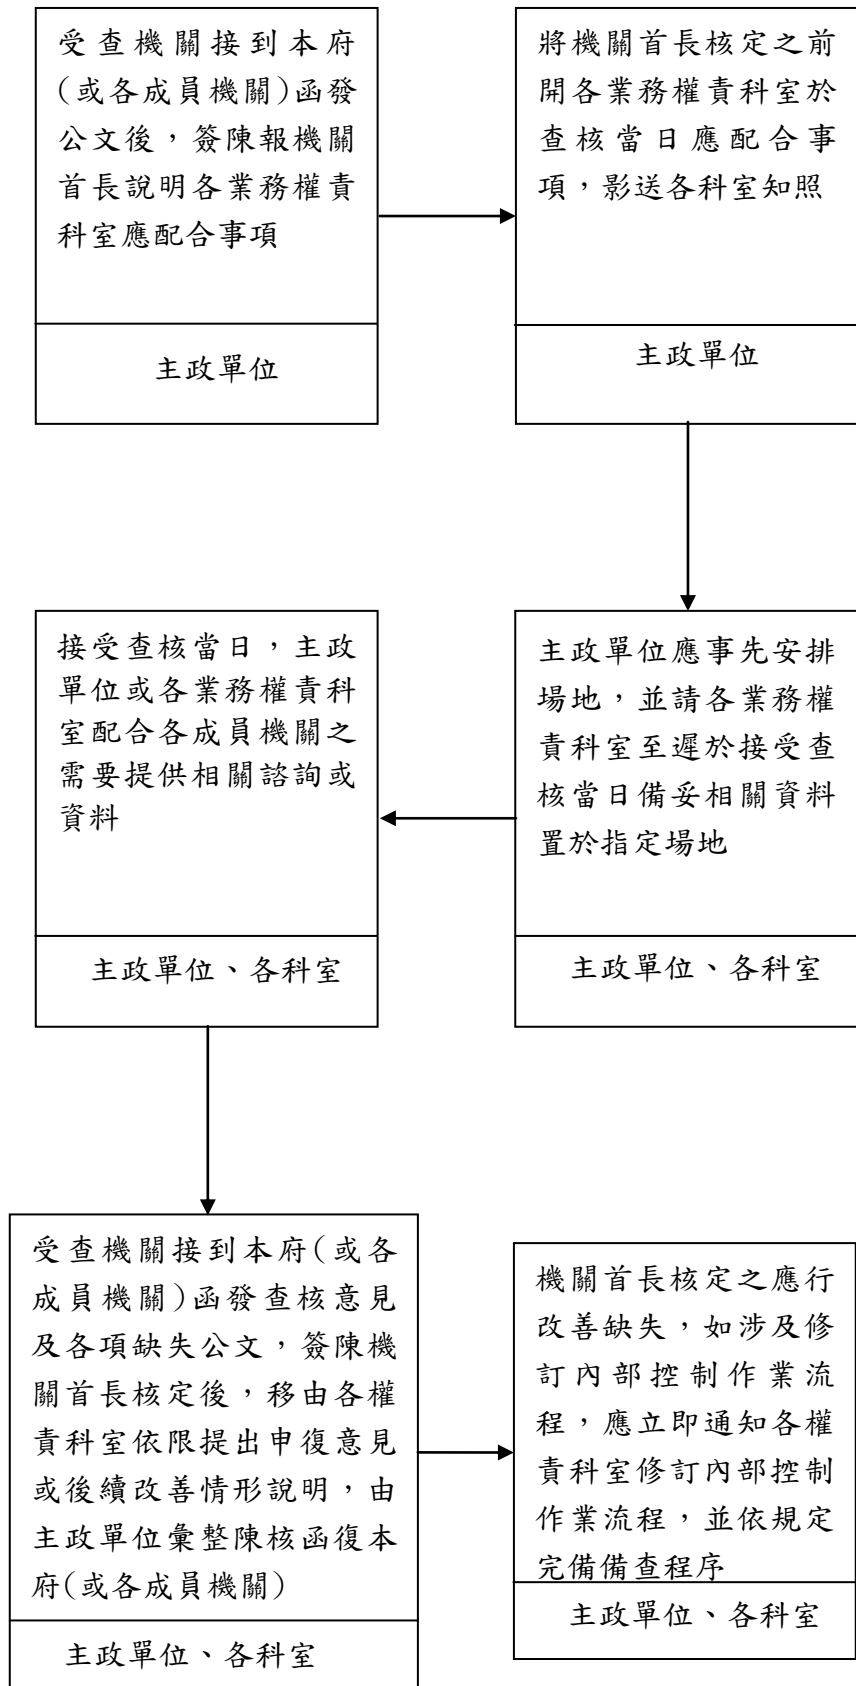 受查機關接到本府
(或各成員機關)函發
公文後，簽陳報機關
首長說明各業務權責
科室應配合事項
主政單位
將機關首長核定之前
開各業務權責科室於
查核當日應配合事
項，影送各科室知照
主政單位
主政單位應事先安排
場地，並請各業務權
責科室至遲於接受查
核當日備妥相關資料
置於指定場地
主政單位、各科室
接受查核當日，主政
單位或各業務權責科
室配合各成員機關之
需要提供相關諮詢或
資料
主政單位、各科室
受查機關接到本府(或各
成員機關)函發查核意見
及各項缺失公文，簽陳機
關首長核定後，移由各權
責科室依限提出申復意見
或後續改善情形說明，由
主政單位彙整陳核函復本
府(或各成員機關)
主政單位、各科室
機關首長核定之應行
改善缺失，如涉及修
訂內部控制作業流
程，應立即通知各權
責科室修訂內部控制
作業流程，並依規定
完備備查程序
主政單位、各科室